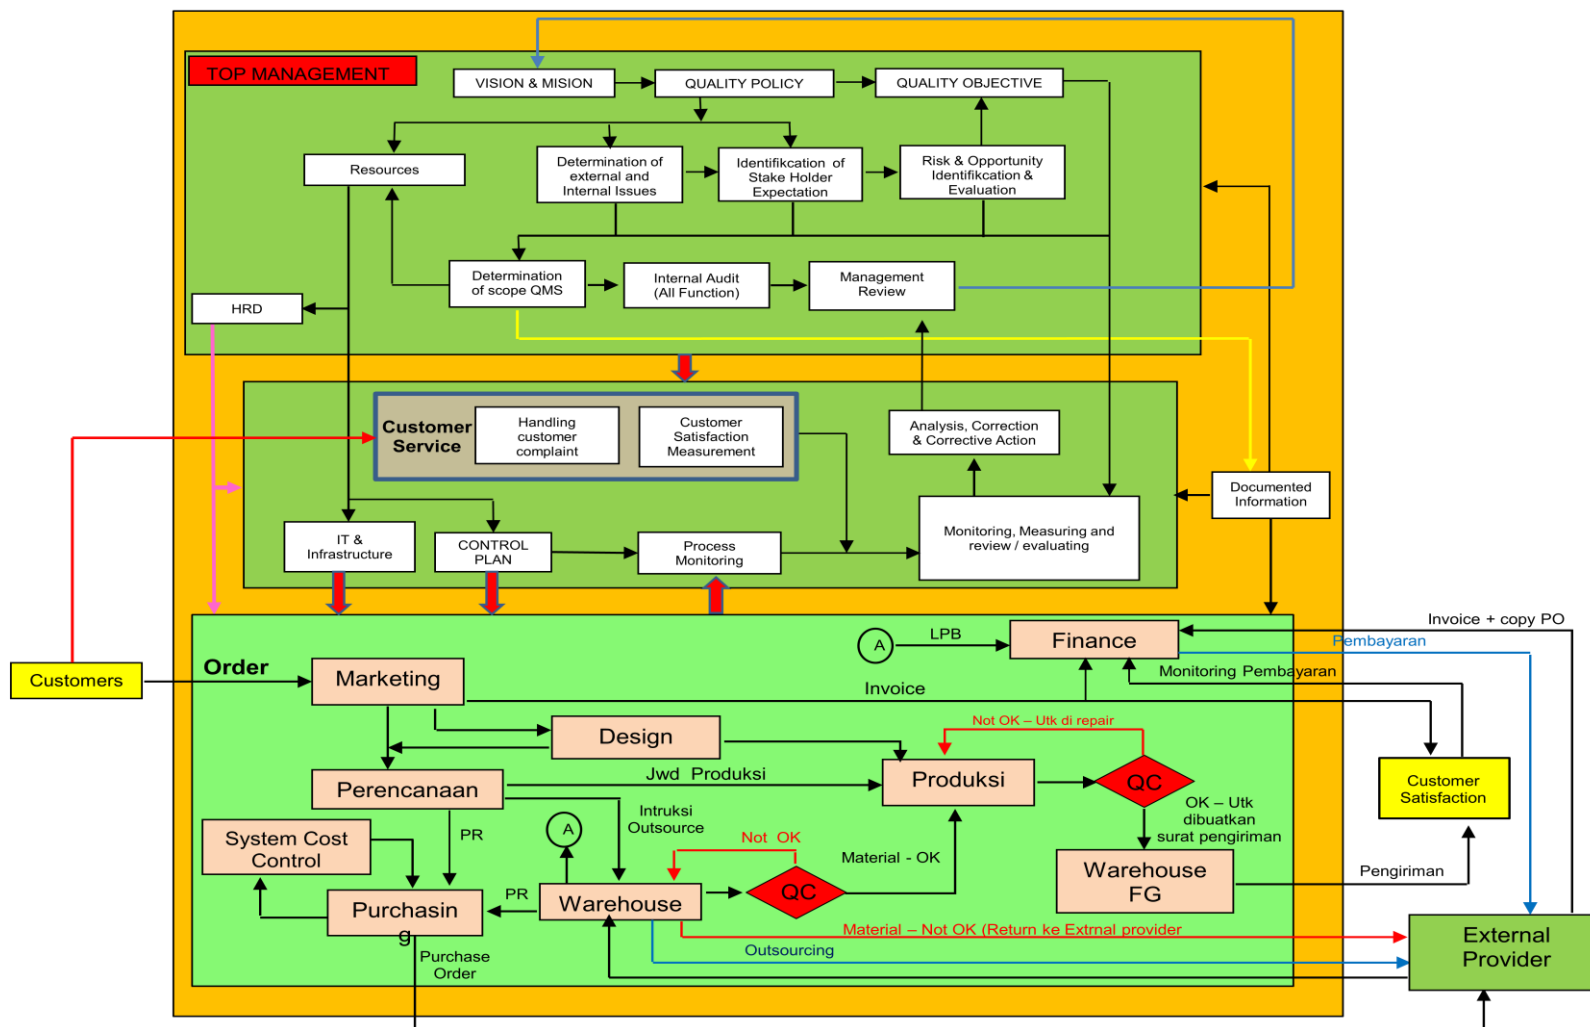 TOP MANAGEMENT
VISION & MISION
QUALITY POLICY
QUALITY OBJECTIVE
Resources
Determination of
external and
Internal Issues
Identifikcation of
Stake Holder
Expectation
Risk & Opportunity
Identifikcation &
Evaluation
Determination
of scope QMS
Internal Audit
(All Function)
Management
Review
HRD
Customer
Service
Handling
customer
complaint
Customer
Satisfaction
Measurement
Analysis, Correction
& Corrective Action
Documented
Information
IT &
Infrastructure
CONTROL
PLAN
Process
Monitoring
Monitoring, Measuring and
review / evaluating
Customers
Order
Marketing
A
LPB
Finance
Invoice + copy PO
Pembayaran
Monitoring Pembayaran
Invoice
Design
Not OK – Utk di repair
Perencanaan
Jwd Produksi
Produksi
QC
Customer
Satisfaction
Intruksi
Outsource
OK – Utk
dibuatkan
surat pengiriman
System Cost
Control
PR
A
Not OK
Material - OK
Warehouse
FG
Pengiriman
Purchasin
g
PR
Warehouse
QC
Material – Not OK (Return ke Extrnal provider
Outsourcing
Purchase
Order
External
Provider